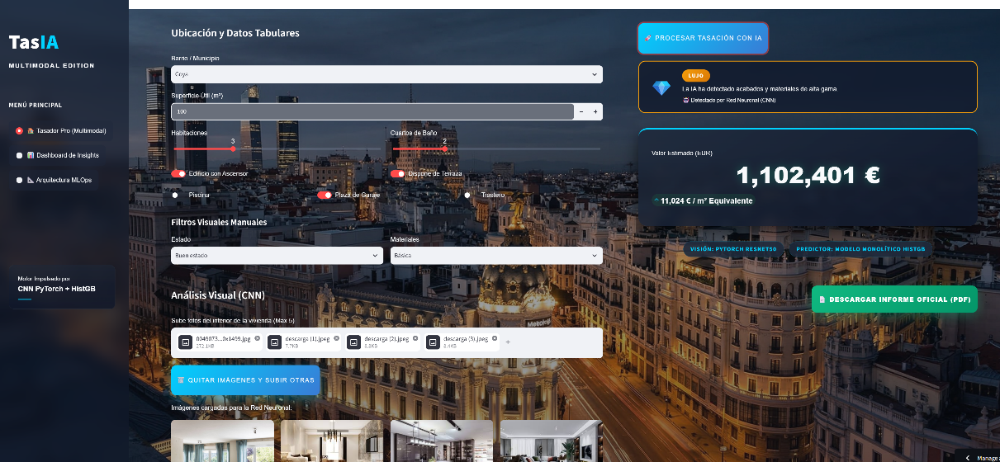 TasIA
MULTIMODAL EDITION
MENÚ PRINCIPAL
Tasador Pro (Multimodal)
Dashboard de Insights
Arquitectura MLOps
Motor Impulsado por
CNN PyTorch + HistGB
Ubicación y Datos Tabulares
Barrio / Municipio
Goya
Superficie Útil (m²)
100
Habitaciones
3
Cuartos de Baño
2
Edificio con Ascensor
Dispone de Terraza
Piscina
Plaza de Garaje
Trastero
Filtros Visuales Manuales
Estado
Buen estado
Materiales
Básica
Análisis Visual (CNN)
Sube fotos del interior de la vivienda (Max 5)
0049073...0x1499.jpg
272.1KB
descarga (1).jpeg
7.7KB
descarga (2).jpeg
8.8KB
descarga (3).jpeg
8.4KB
QUITAR IMÁGENES Y SUBIR OTRAS
Imágenes cargadas para la Red Neuronal:
PROCESAR TASACIÓN CON IA
LUJO
La IA ha detectado acabados y materiales de alta gama
Detectado por Red Neuronal (CNN)
Valor Estimado (EUR)
1,102,401 €
11,024 € / m² Equivalente
VISIÓN: PYTORCH RESNET50
PREDICTOR: MODELO MONOLÍTICO HISTGB
DESCARGAR INFORME OFICIAL (PDF)
Metropoli
Manage